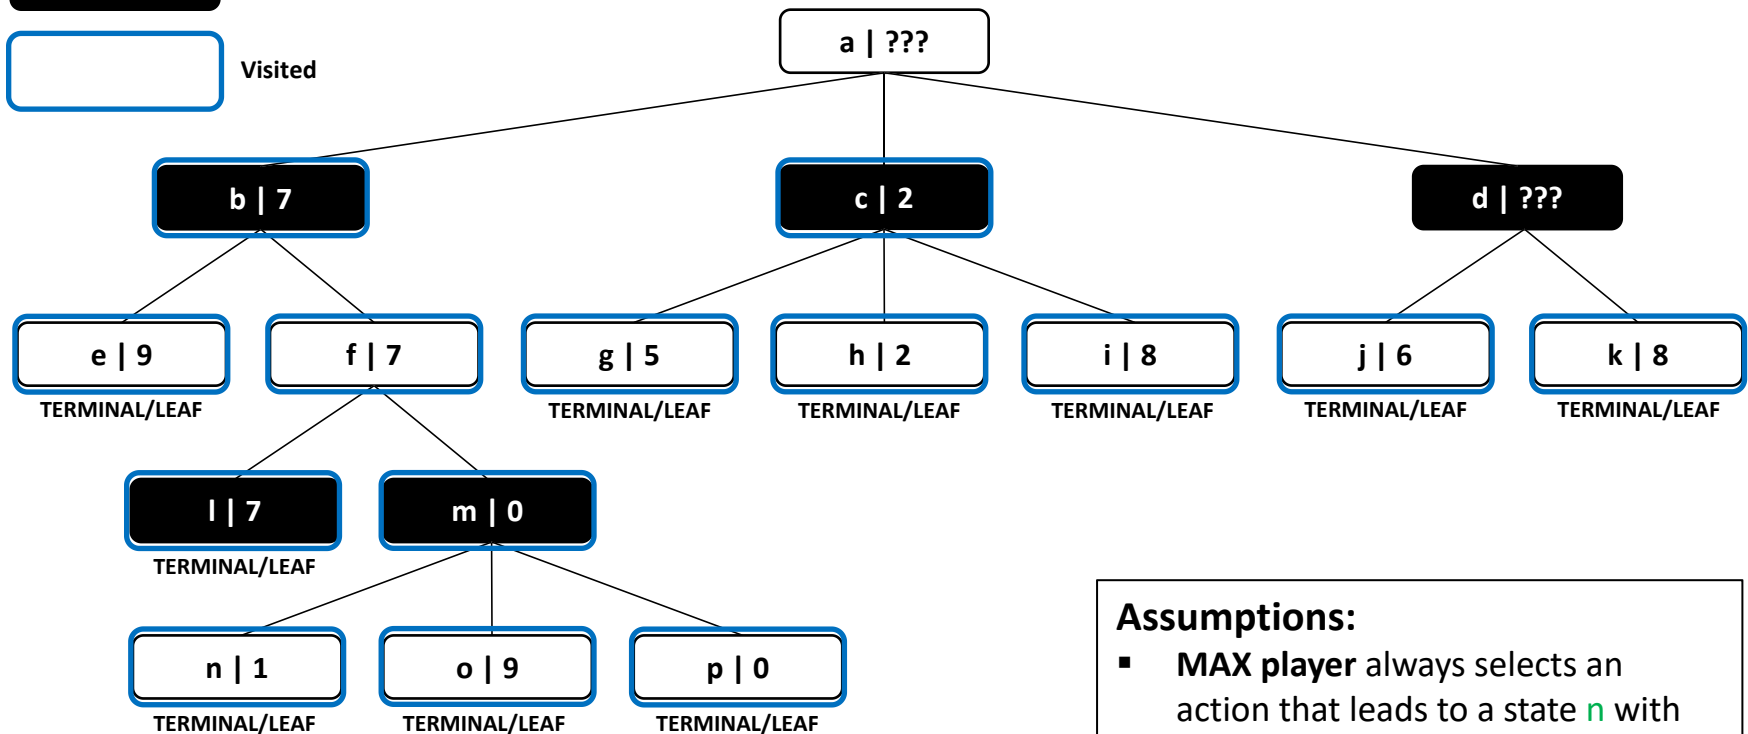 a | ???
Visited
b | 7
c | 2
d | ???
e | 9
f | 7
g | 5
h | 2
i | 8
j | 6
k | 8
TERMINAL/LEAF
TERMINAL/LEAF
TERMINAL/LEAF
TERMINAL/LEAF
TERMINAL/LEAF
TERMINAL/LEAF
l | 7
m | 0
TERMINAL/LEAF
n | 1
o | 9
p | 0
TERMINAL/LEAF
TERMINAL/LEAF
TERMINAL/LEAF
Assumptions:
▪ MAX player always selects an
action that leads to a state n with